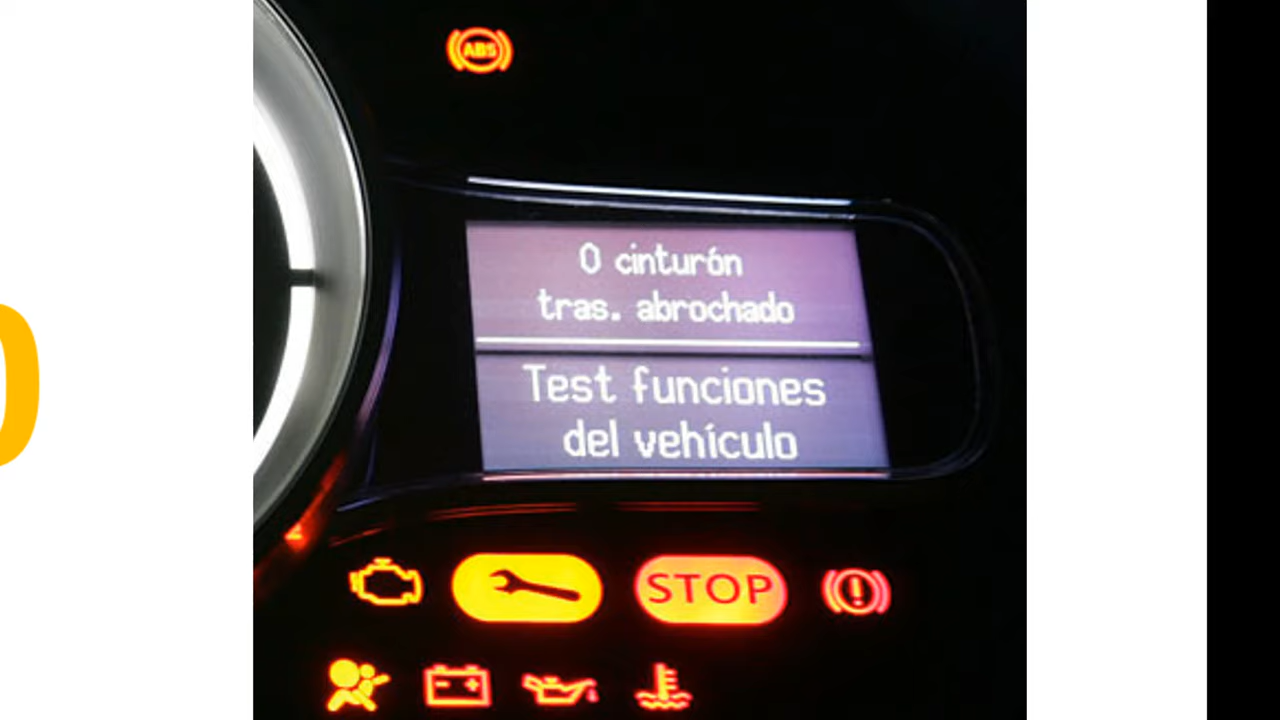 ABS
0 cinturón
tras. abrochado
Test funciones
del vehículo
STOP